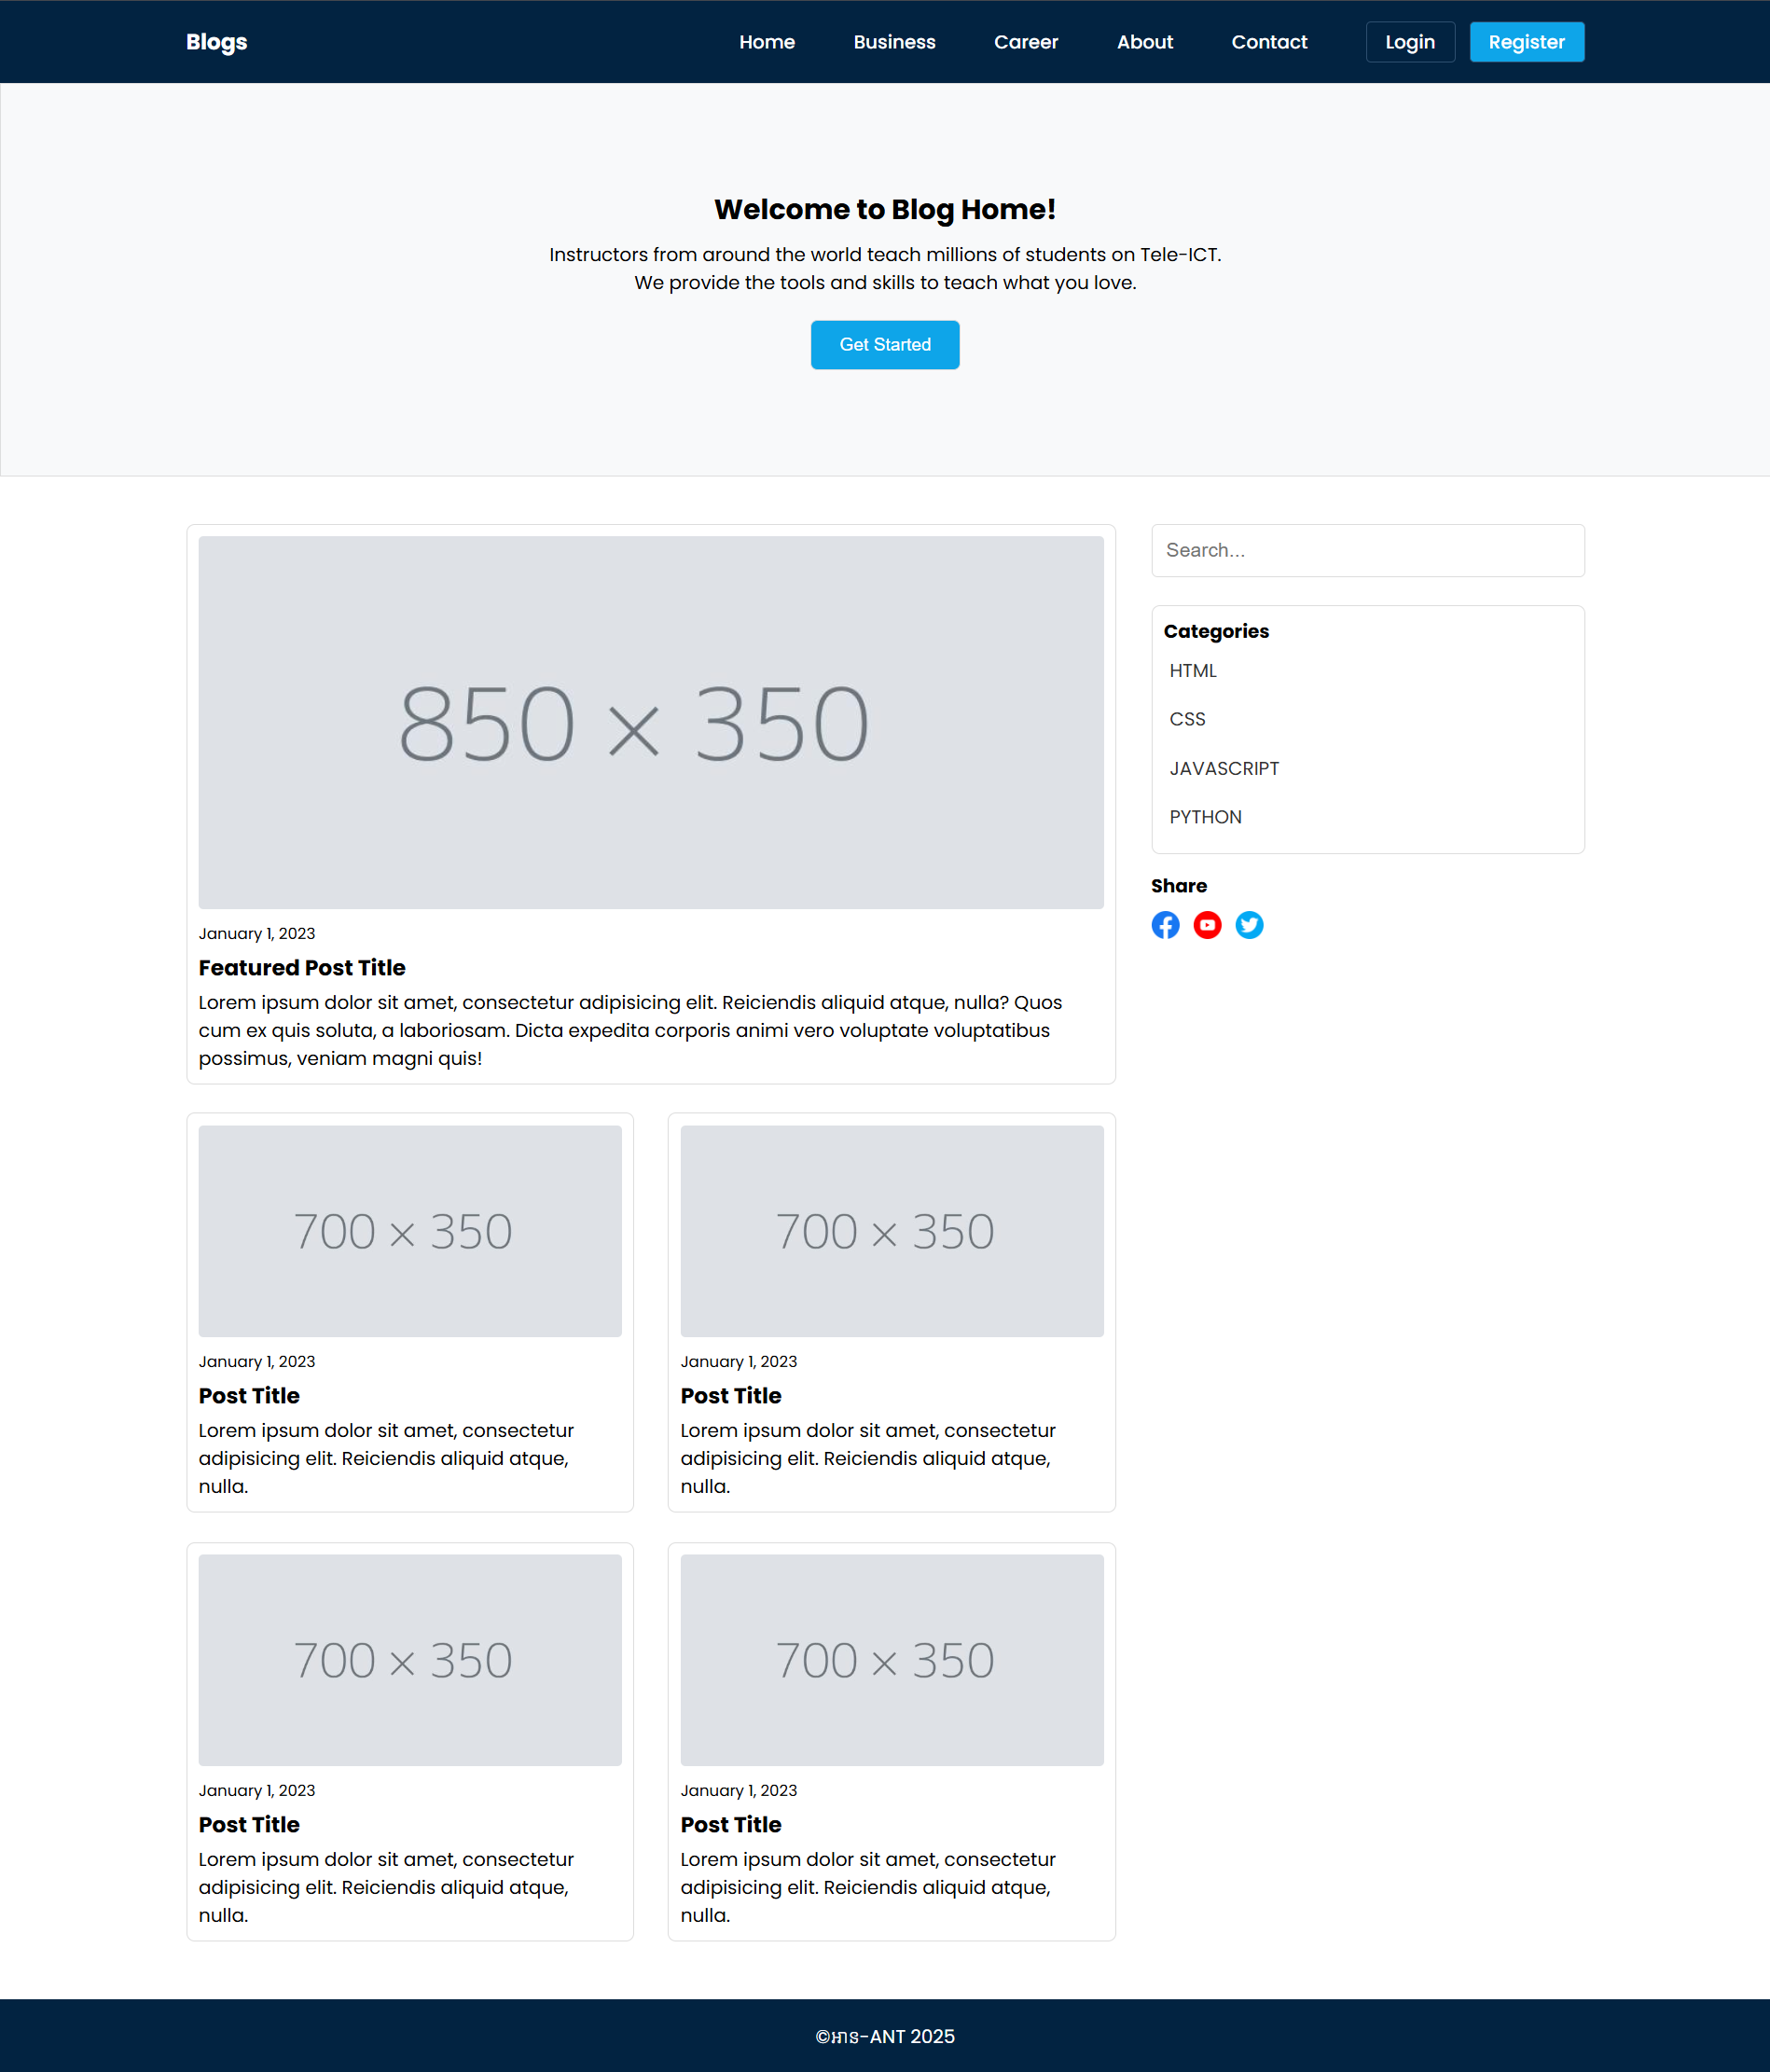 Blogs
Home
Business
Career
About
Contact
Login
Register
Welcome to Blog Home!
Instructors from around the world teach millions of students on Tele-ICT.
We provide the tools and skills to teach what you love.
Get Started
850 × 350
January 1, 2023
Featured Post Title
Lorem ipsum dolor sit amet, consectetur adipisicing elit. Reiciendis aliquid atque, nulla? Quos
cum ex quis soluta, a laboriosam. Dicta expedita corporis animi vero voluptate voluptatibus
possimus, veniam magni quis!
Search...
Categories
HTML
CSS
JAVASCRIPT
PYTHON
Share
700 × 350
January 1, 2023
Post Title
Lorem ipsum dolor sit amet, consectetur
adipisicing elit. Reiciendis aliquid atque,
nulla.
700 × 350
January 1, 2023
Post Title
Lorem ipsum dolor sit amet, consectetur
adipisicing elit. Reiciendis aliquid atque,
nulla.
700 × 350
January 1, 2023
Post Title
Lorem ipsum dolor sit amet, consectetur
adipisicing elit. Reiciendis aliquid atque,
nulla.
700 × 350
January 1, 2023
Post Title
Lorem ipsum dolor sit amet, consectetur
adipisicing elit. Reiciendis aliquid atque,
nulla.
©អាន-ANT 2025